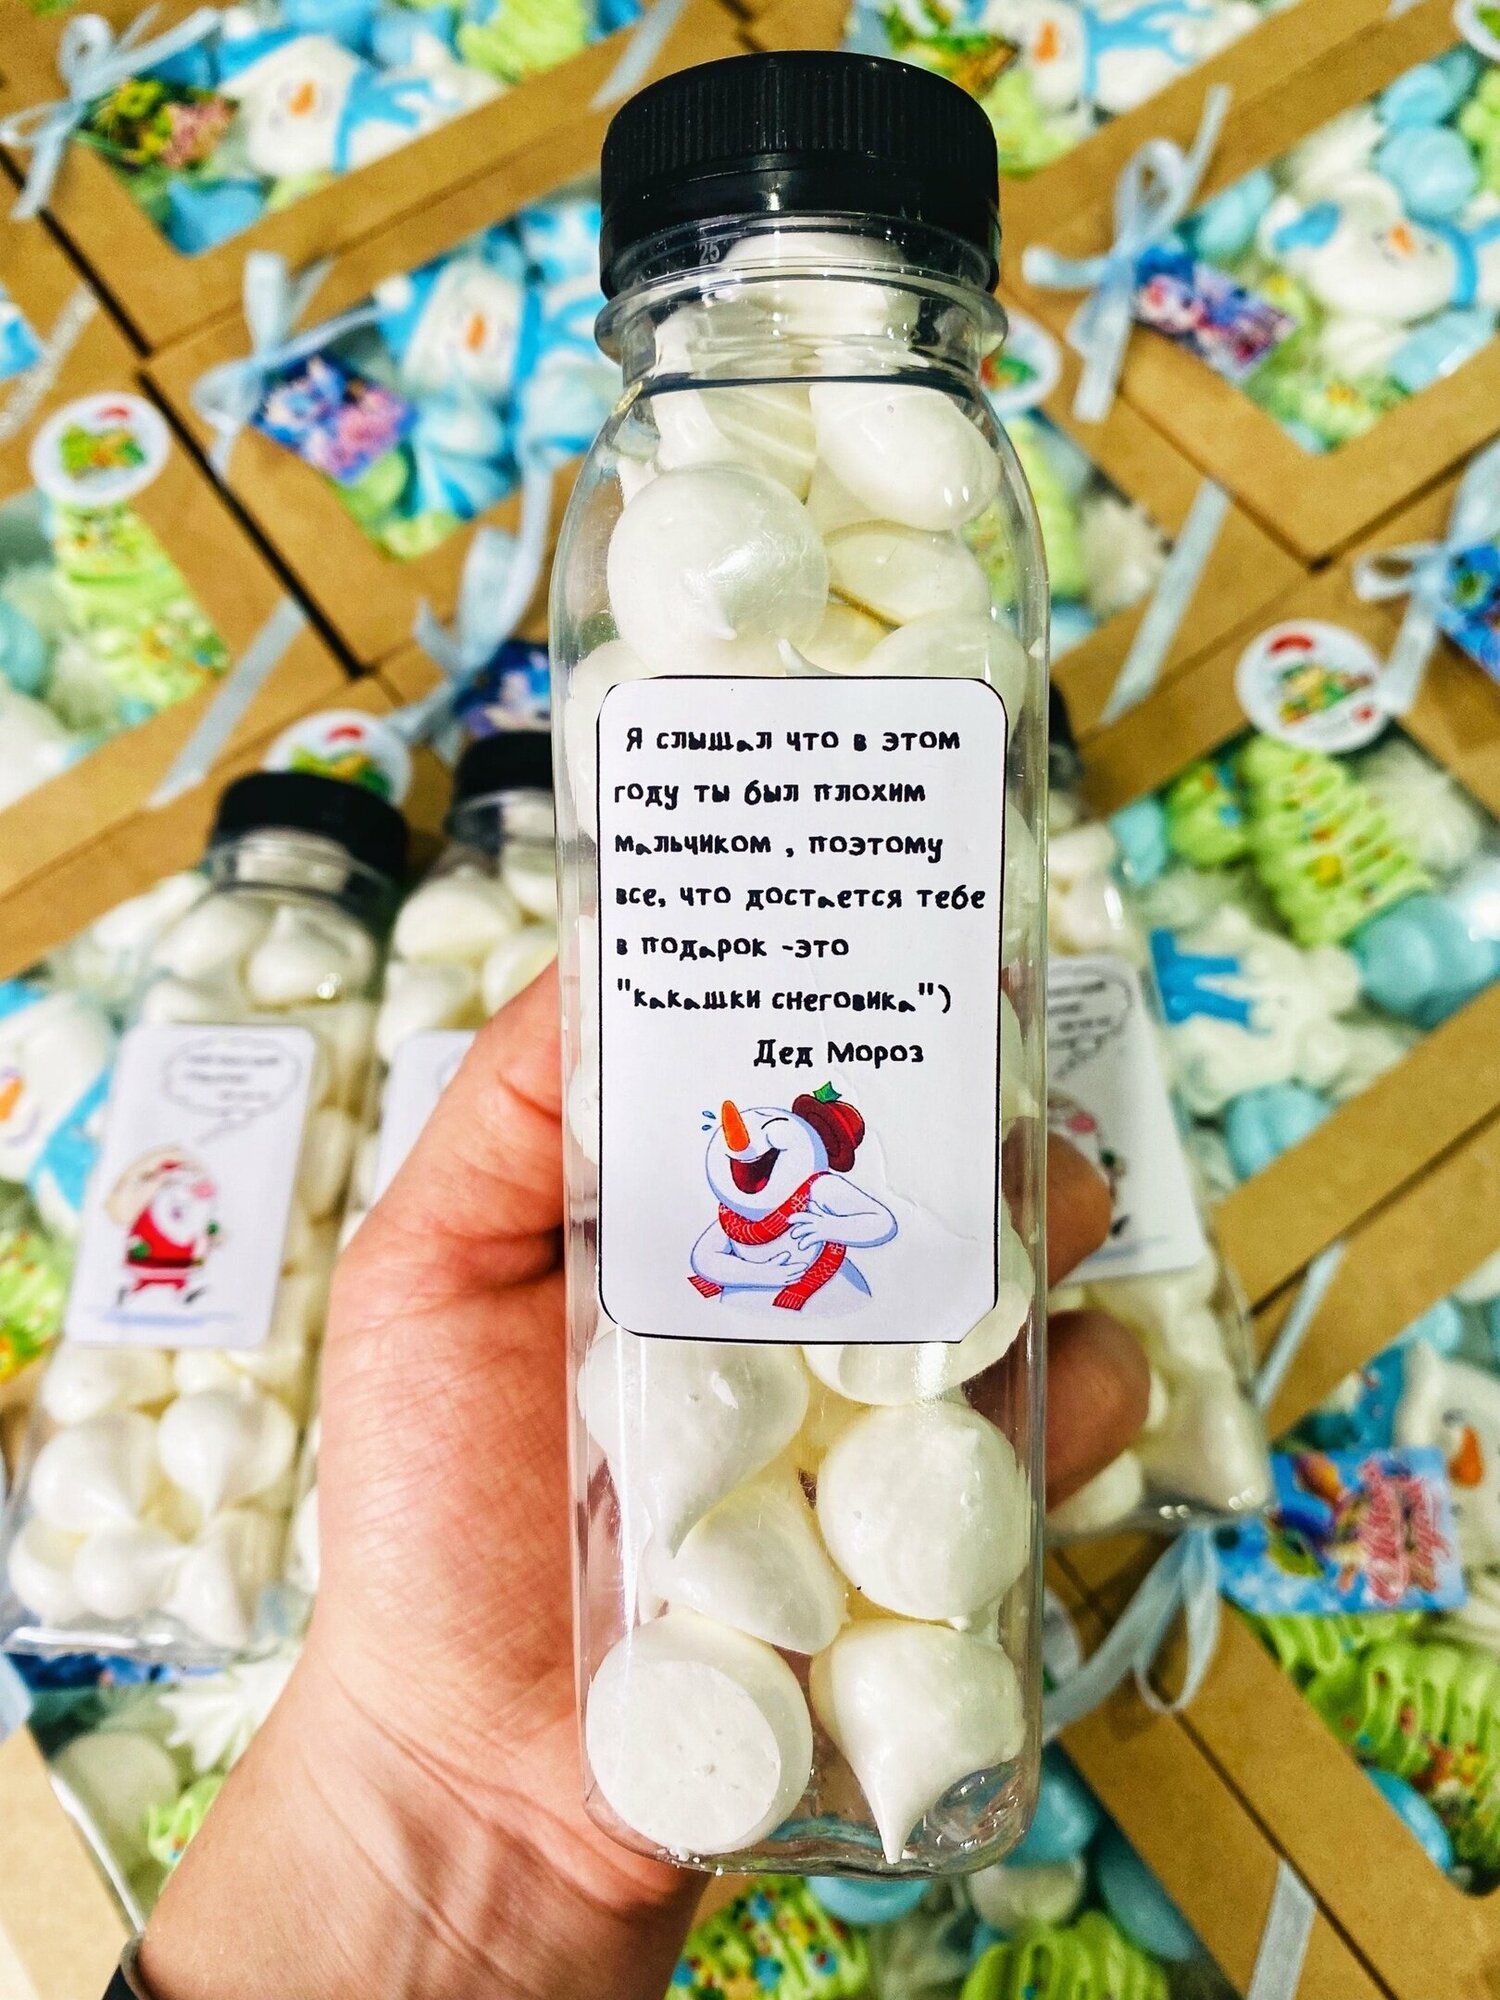 25
Я слышал что в этом
году ты был плохим
мальчиком , поэтому
все, что достается тебе
в подарок -это
"какашки снеговика")
Дед Мороз